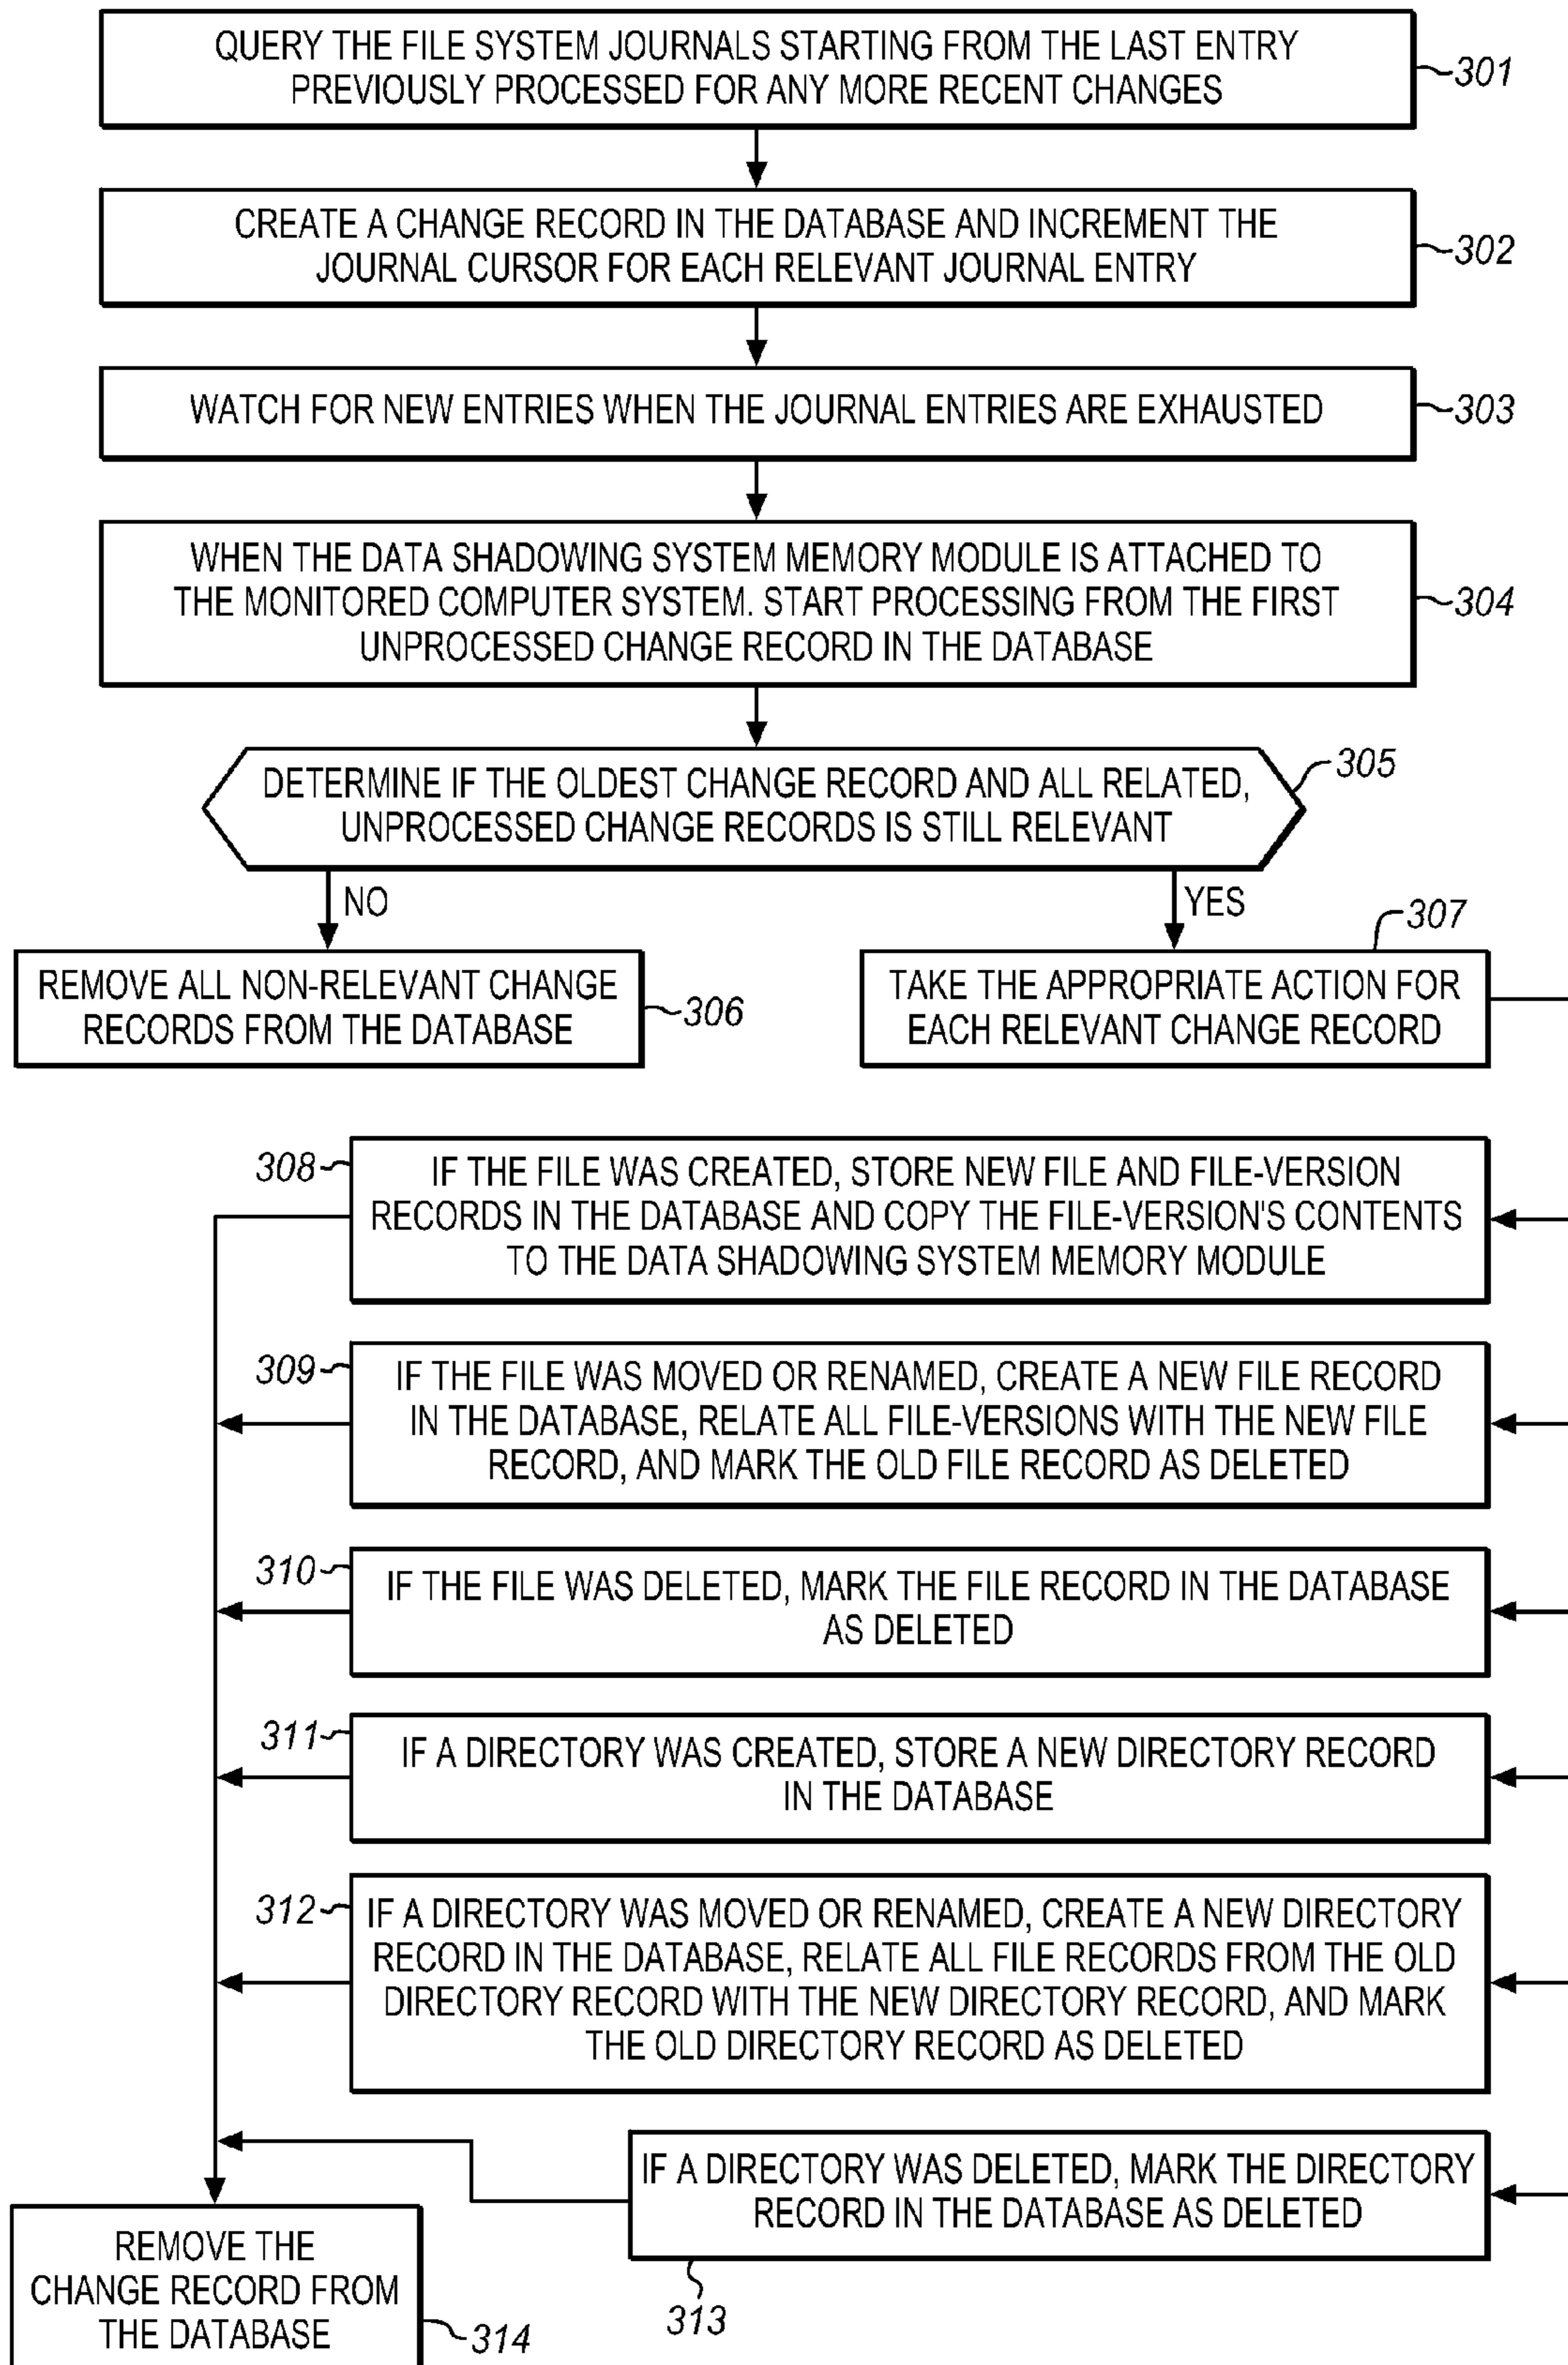 QUERY THE FILE SYSTEM JOURNALS STARTING FROM THE LAST ENTRY
PREVIOUSLY PROCESSED FOR ANY MORE RECENT CHANGES
301
CREATE A CHANGE RECORD IN THE DATABASE AND INCREMENT THE
JOURNAL CURSOR FOR EACH RELEVANT JOURNAL ENTRY
302
WATCH FOR NEW ENTRIES WHEN THE JOURNAL ENTRIES ARE EXHAUSTED
303
WHEN THE DATA SHADOWING SYSTEM MEMORY MODULE IS ATTACHED TO
THE MONITORED COMPUTER SYSTEM. START PROCESSING FROM THE FIRST
UNPROCESSED CHANGE RECORD IN THE DATABASE
304
DETERMINE IF THE OLDEST CHANGE RECORD AND ALL RELATED,
UNPROCESSED CHANGE RECORDS IS STILL RELEVANT
305
NO
YES
REMOVE ALL NON-RELEVANT CHANGE
RECORDS FROM THE DATABASE
306
307
TAKE THE APPROPRIATE ACTION FOR
EACH RELEVANT CHANGE RECORD
308
IF THE FILE WAS CREATED, STORE NEW FILE AND FILE-VERSION
RECORDS IN THE DATABASE AND COPY THE FILE-VERSION'S CONTENTS
TO THE DATA SHADOWING SYSTEM MEMORY MODULE
309
IF THE FILE WAS MOVED OR RENAMED, CREATE A NEW FILE RECORD
IN THE DATABASE, RELATE ALL FILE-VERSIONS WITH THE NEW FILE
RECORD, AND MARK THE OLD FILE RECORD AS DELETED
310
IF THE FILE WAS DELETED, MARK THE FILE RECORD IN THE DATABASE
AS DELETED
311
IF A DIRECTORY WAS CREATED, STORE A NEW DIRECTORY RECORD
IN THE DATABASE
312
IF A DIRECTORY WAS MOVED OR RENAMED, CREATE A NEW DIRECTORY
RECORD IN THE DATABASE, RELATE ALL FILE RECORDS FROM THE OLD
DIRECTORY RECORD WITH THE NEW DIRECTORY RECORD, AND MARK
THE OLD DIRECTORY RECORD AS DELETED
IF A DIRECTORY WAS DELETED, MARK THE DIRECTORY
RECORD IN THE DATABASE AS DELETED
313
REMOVE THE
CHANGE RECORD FROM
THE DATABASE
314